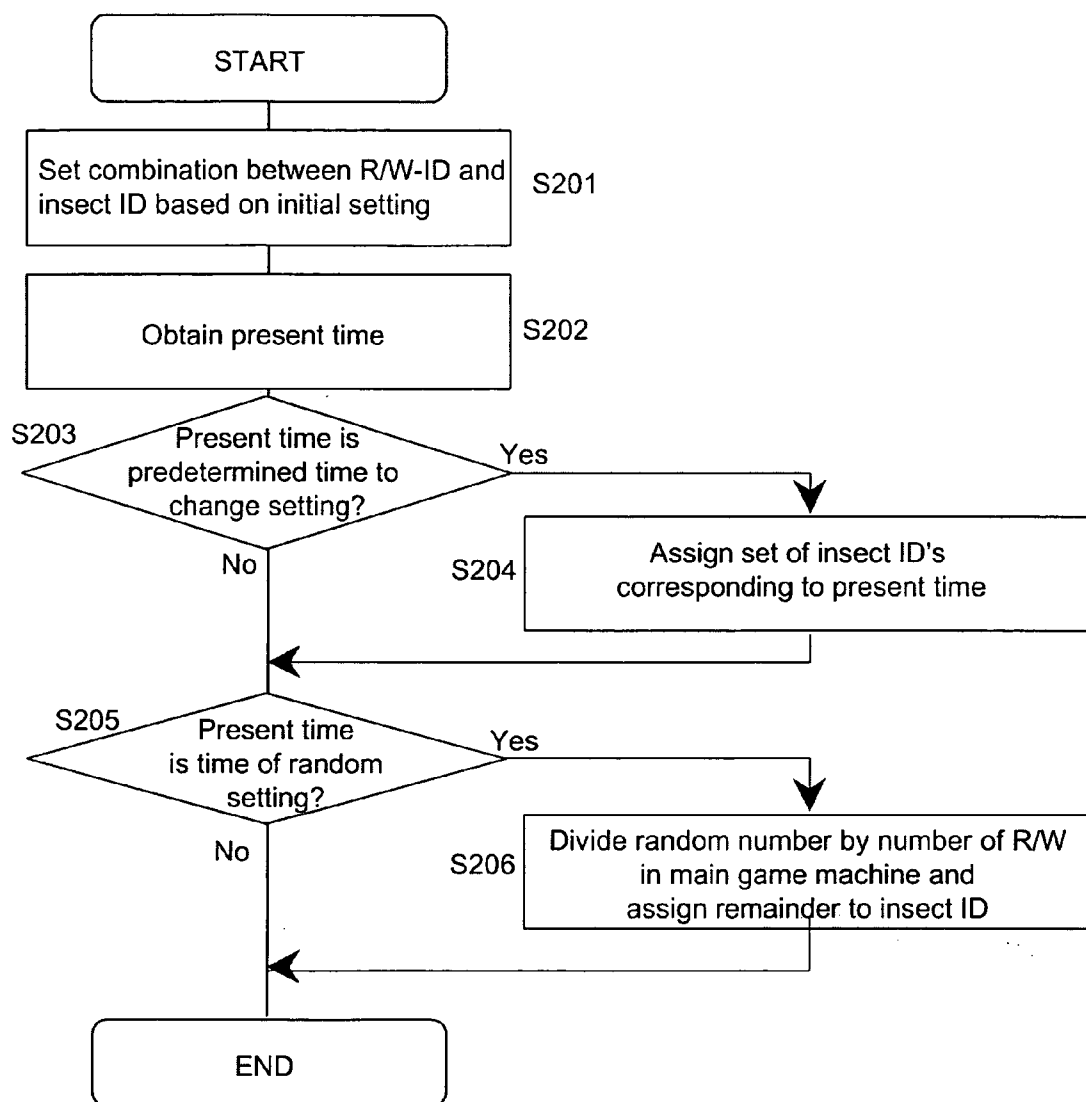 START
Set combination between R/W-ID and
insect ID based on initial setting
S201
Obtain present time
S202
S203
Present time is
predetermined time to
change setting?
Yes
No
S204
Assign set of insect ID's
corresponding to present time
S205
Present time
is time of random
setting?
Yes
No
S206
Divide random number by number of R/W
in main game machine and
assign remainder to insect ID
END